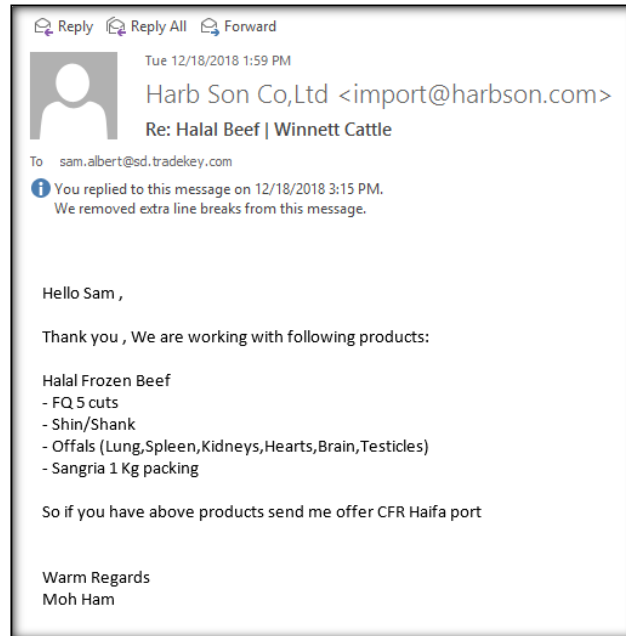 Reply Reply All Forward
Tue 12/18/2018 1:59 PM
Harb Son Co,Ltd <import@harbson.com>
Re: Halal Beef | Winnett Cattle
To sam.albert@sd.tradekey.com
You replied to this message on 12/18/2018 3:15 PM.
We removed extra line breaks from this message.
Hello Sam ,
Thank you , We are working with following products:
Halal Frozen Beef
- FQ 5 cuts
- Shin/Shank
- Offals (Lung,Spleen,Kidneys,Hearts,Brain,Testicles)
- Sangria 1 Kg packing
So if you have above products send me offer CFR Haifa port
Warm Regards
Moh Ham